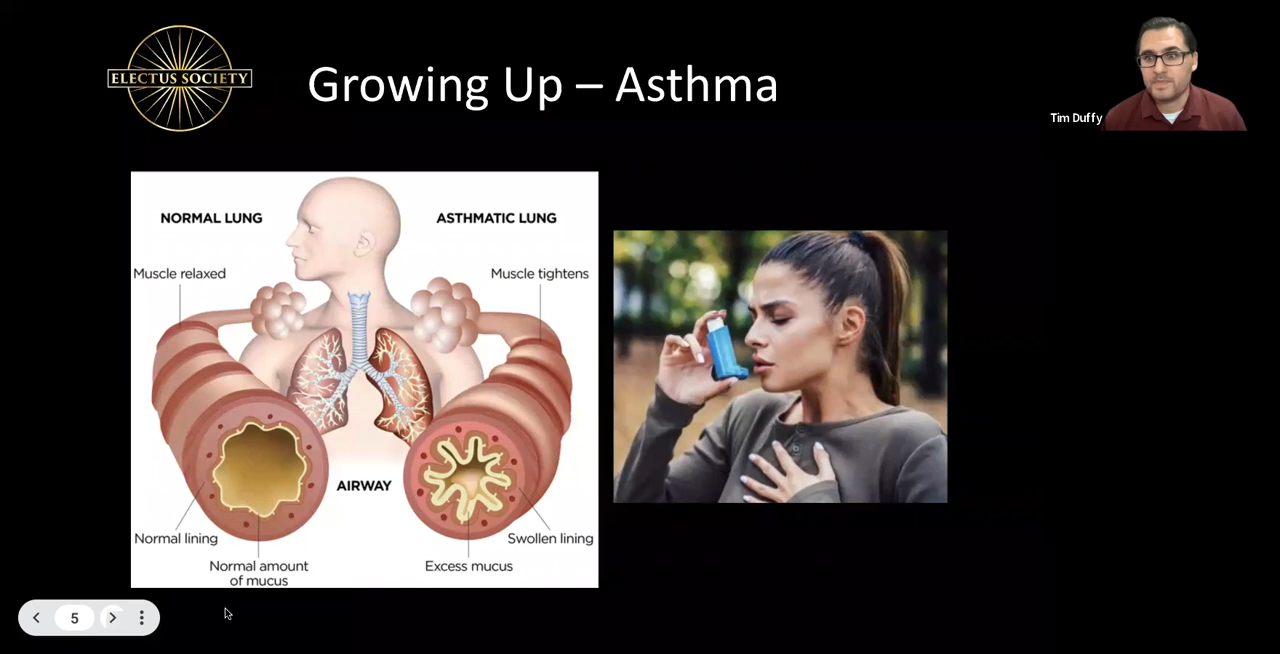 ELECTUS SOCIETY
Growing Up – Asthma
Tim Duffy
NORMAL LUNG
ASTHMATIC LUNG
Muscle relaxed
Muscle tightens
AIRWAY
Normal lining
Swollen lining
Normal amount
of mucus
Excess mucus
5